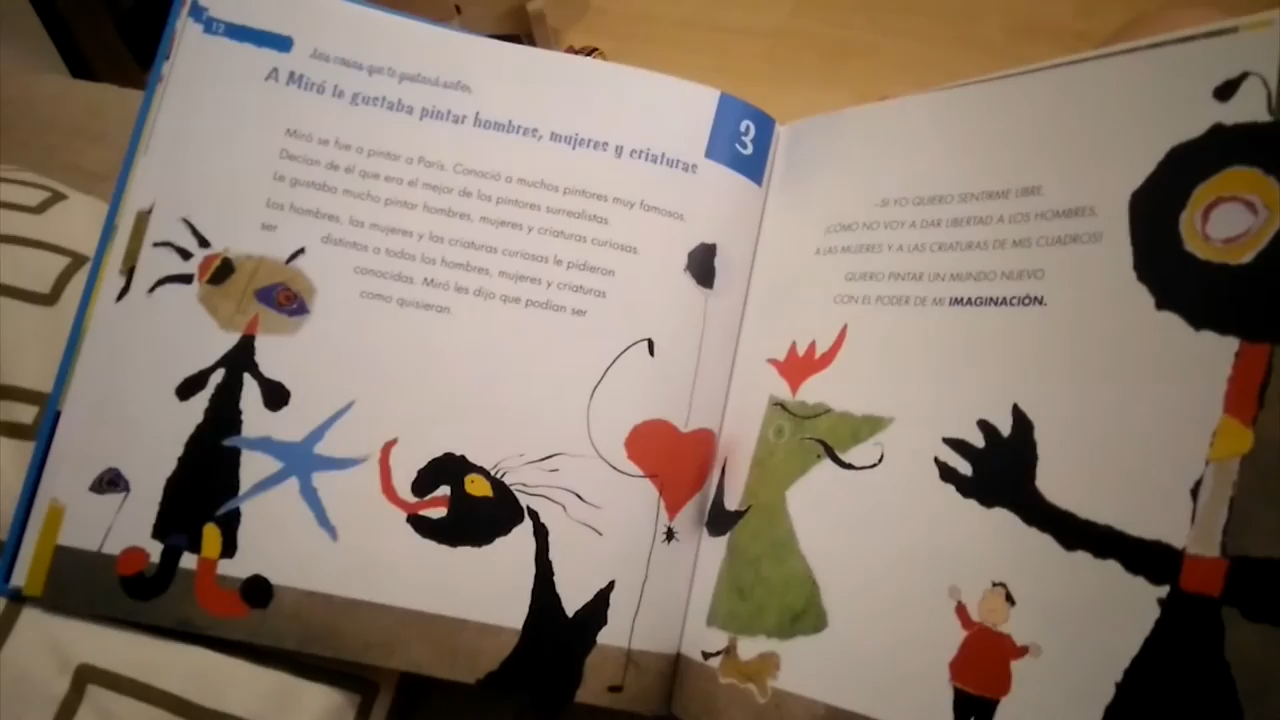 12
Las cosas que te gustará saber
A Miró le gustaba pintar hombres, mujeres y criaturas
3
Miró se fue a pintar a París. Conoció a muchos pintores muy famosos.
Decían de él que era el mejor de los pintores surrealistas.
Le gustaba mucho pintar hombres, mujeres y criaturas curiosas.
Los hombres, las mujeres y las criaturas curiosas le pidieron
ser
distintos a todos los hombres, mujeres y criaturas
conocidas. Miró les dijo que podían ser
como quisieran.
–SI YO QUIERO SENTIRME LIBRE,
¡CÓMO NO VOY A DAR LIBERTAD A LOS HOMBRES,
A LAS MUJERES Y A LAS CRIATURAS DE MIS CUADROS!
QUIERO PINTAR UN MUNDO NUEVO
CON EL PODER DE MI IMAGINACIÓN.